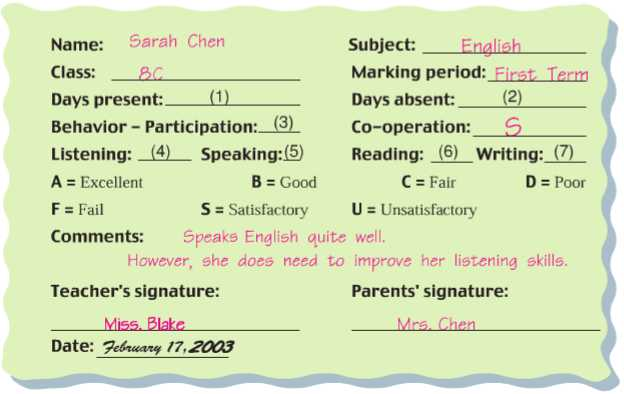 Name: Sarah Chen Subject: English
Class: 8C Marking period: First Term
Days present: (1) Days absent: (2)
Behavior – Participation: (3) Co-operation: S
Listening: (4) Speaking: (5) Reading: (6) Writing: (7)
A = Excellent B = Good C = Fair D = Poor
F = Fail S = Satisfactory U = Unsatisfactory
Comments: Speaks English quite well.
However, she does need to improve her listening skills.
Teacher's signature: Parents' signature:
Miss. Blake Mrs. Chen
Date: February 17, 2003